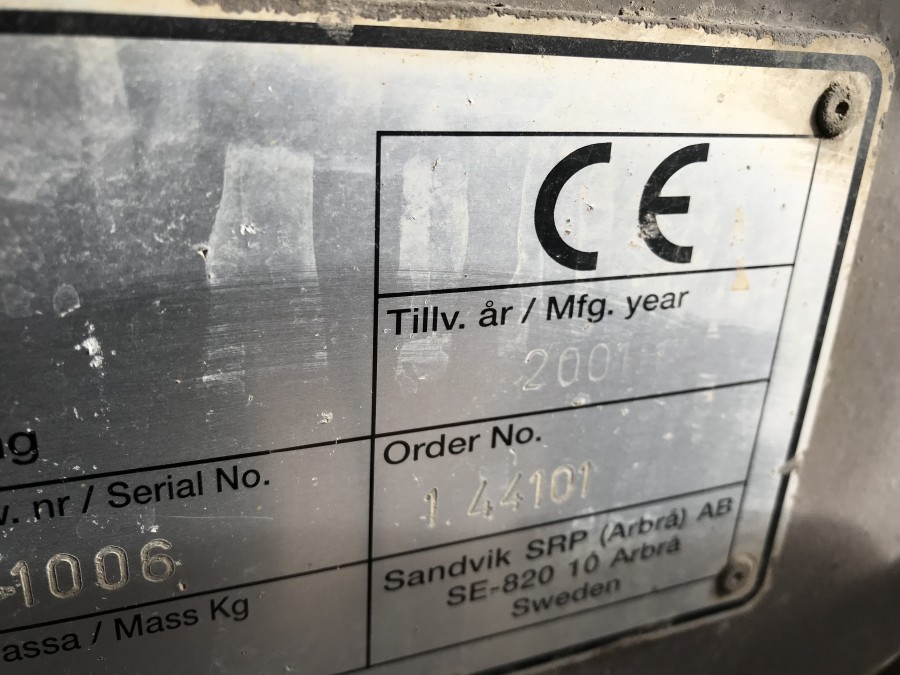 CE
Tillv. år / Mfg. year
2001
Order No.
1 44101
v. nr / Serial No.
-1006
assa / Mass Kg
Sandvik SRP (Arbrå) AB
SE-820 10 Arbrå
Sweden